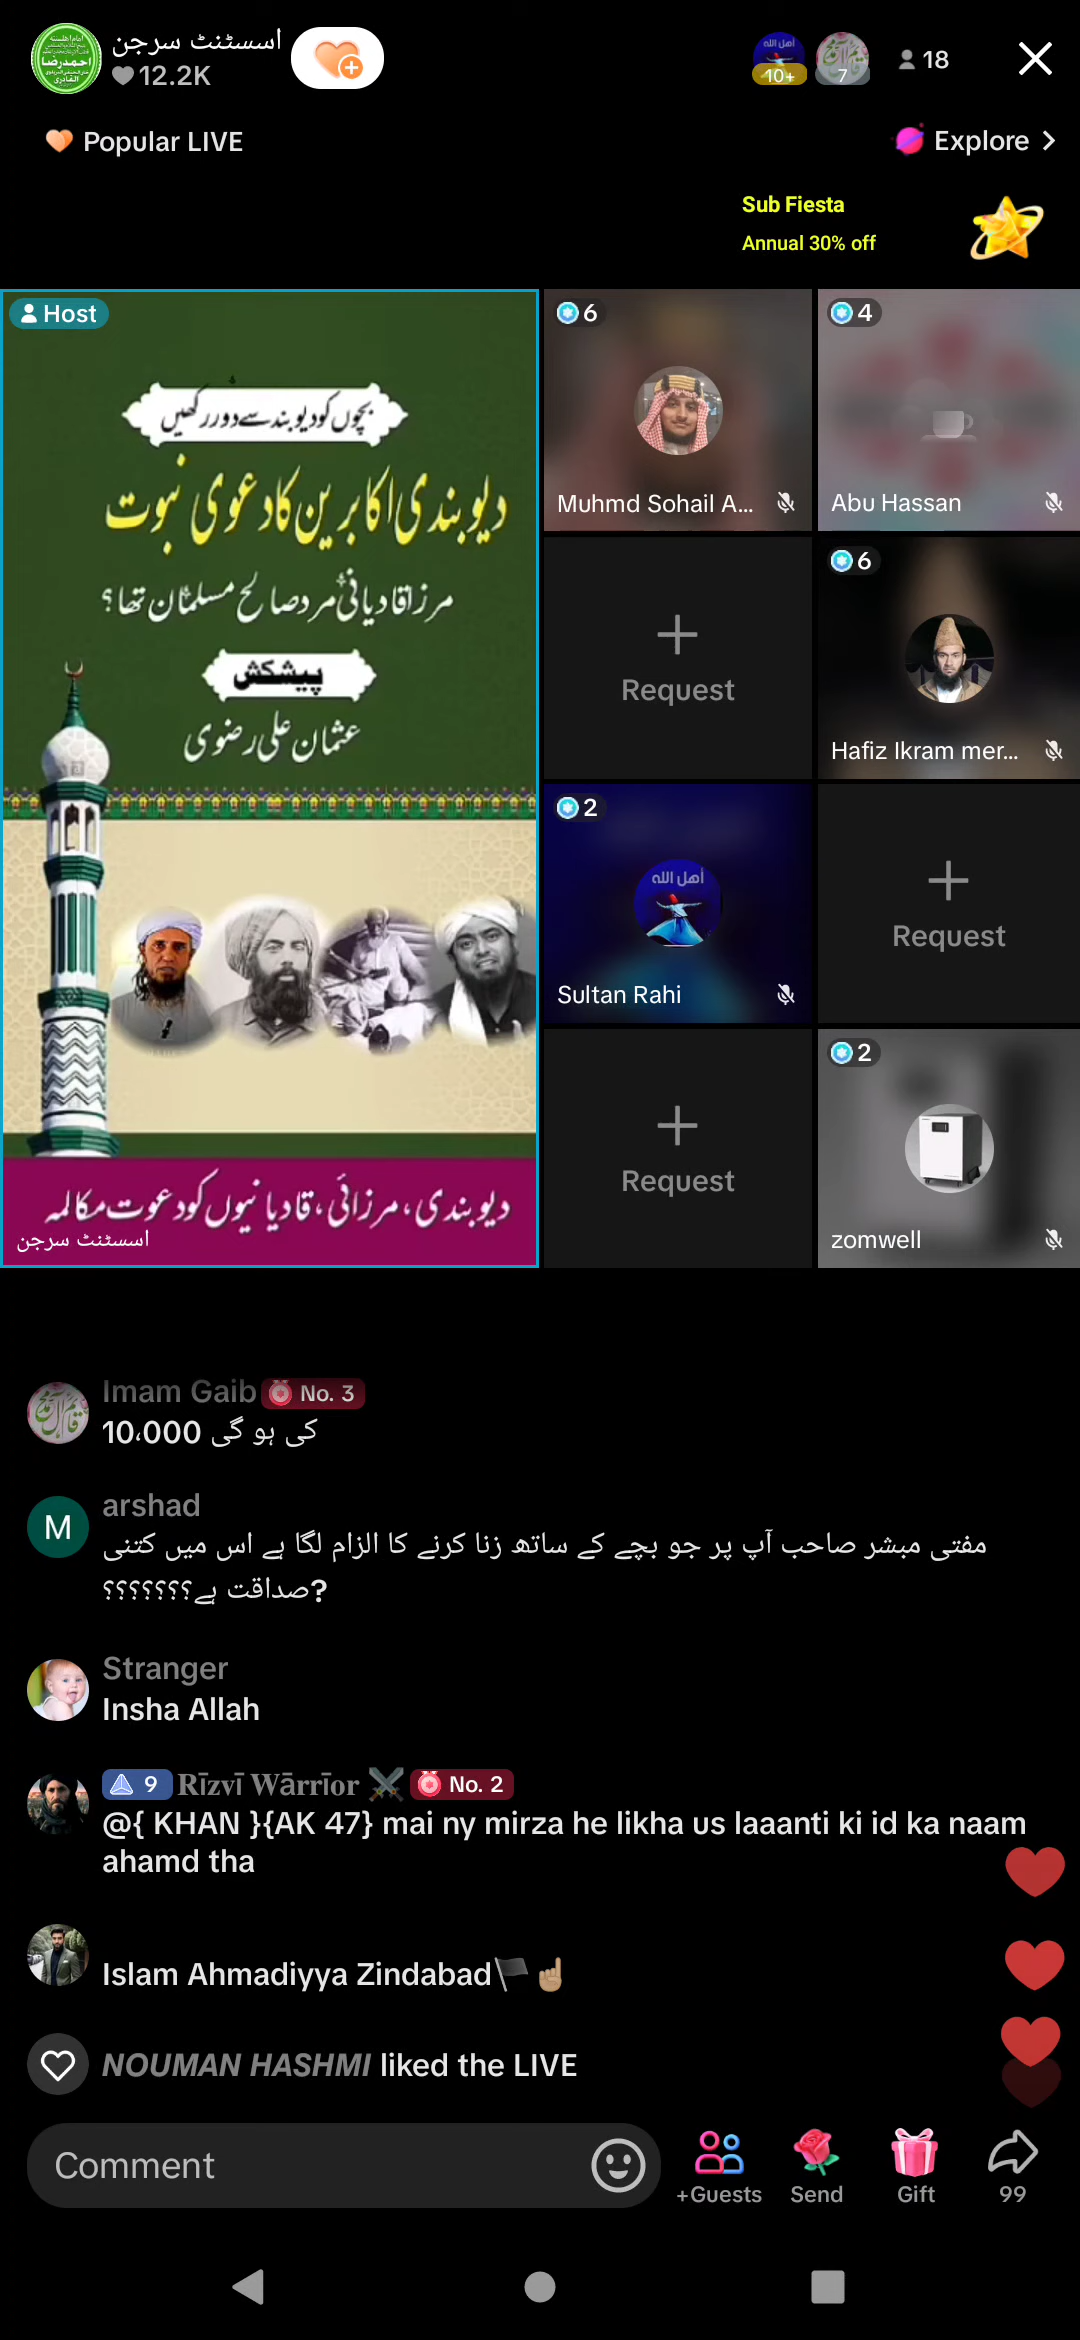 اسسٹنٹ سرجن
12.2K
10+
7
18
Popular LIVE
Explore
Sub Fiesta
Annual 30% off
Host
بچوں کو دیوبند سے دور رکھیں
دیوبندی اکابرین کا دعوی نبوت
مرزا قادیانی مرد صالح مسلمان تھا؟
پیشکش
عثمان علی رضوی
دیوبندی، مرزائی، قادیانیوں کو دعوت مکالمہ
اسسٹنٹ سرجن
6
Muhmd Sohail A...
4
Abu Hassan
Request
6
Hafiz Ikram mer...
2
أهل الله
Sultan Rahi
Request
Request
2
zomwell
Imam Gaib No. 3
10،000 کی ہو گی
M
arshad
مفتی مبشر صاحب آپ پر جو بچے کے ساتھ زنا کرنے کا الزام لگا ہے اس میں کتنی
صداقت ہے؟؟؟؟؟؟؟?
Stranger
Insha Allah
9 Rīzvī Wārrīor ⚔️ No. 2
@{ KHAN }{AK 47} mai ny mirza he likha us laaanti ki id ka naam
ahamd tha
Islam Ahmadiyya Zindabad🏴☝🏽
NOUMAN HASHMI liked the LIVE
Comment
+Guests
Send
Gift
99